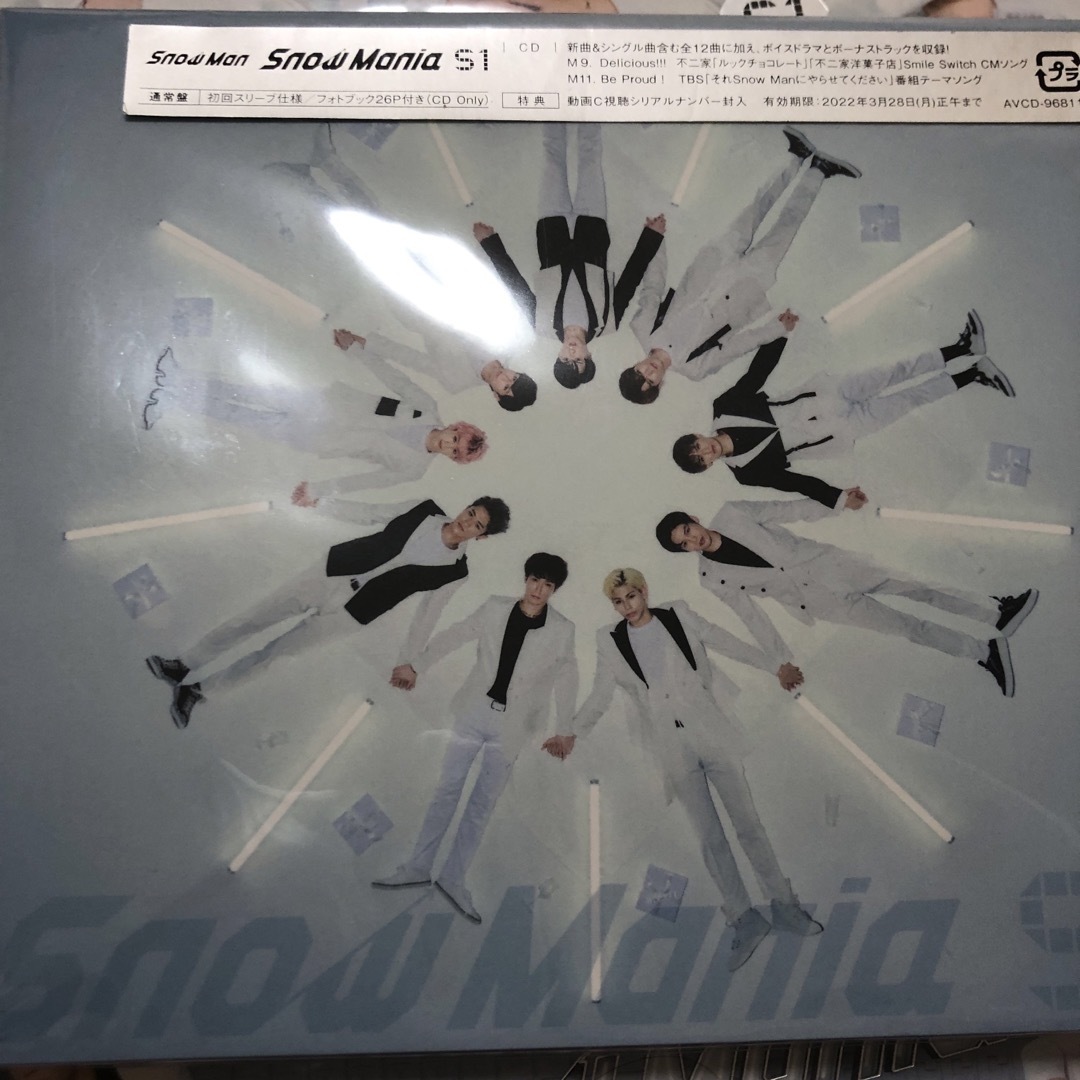 Snow Man Snow Mania S1
CD
新曲&シングル曲含む全12曲に加え、ボイスドラマとボーナストラックを収録!
M9. Delicious!!! 不二家「ルックチョコレート」「不二家洋菓子店」Smile Switch CMソング
M11. Be Proud! TBS「それSnow Manにやらせてください」番組テーマソング
プラ
通常盤 初回スリーブ仕様/フォトブック26P付き(CD Only)
特典 動画C視聴シリアルナンバー封入 有効期限:2022年3月28日(月)正午まで
AVCD-96811
Snow Mania S